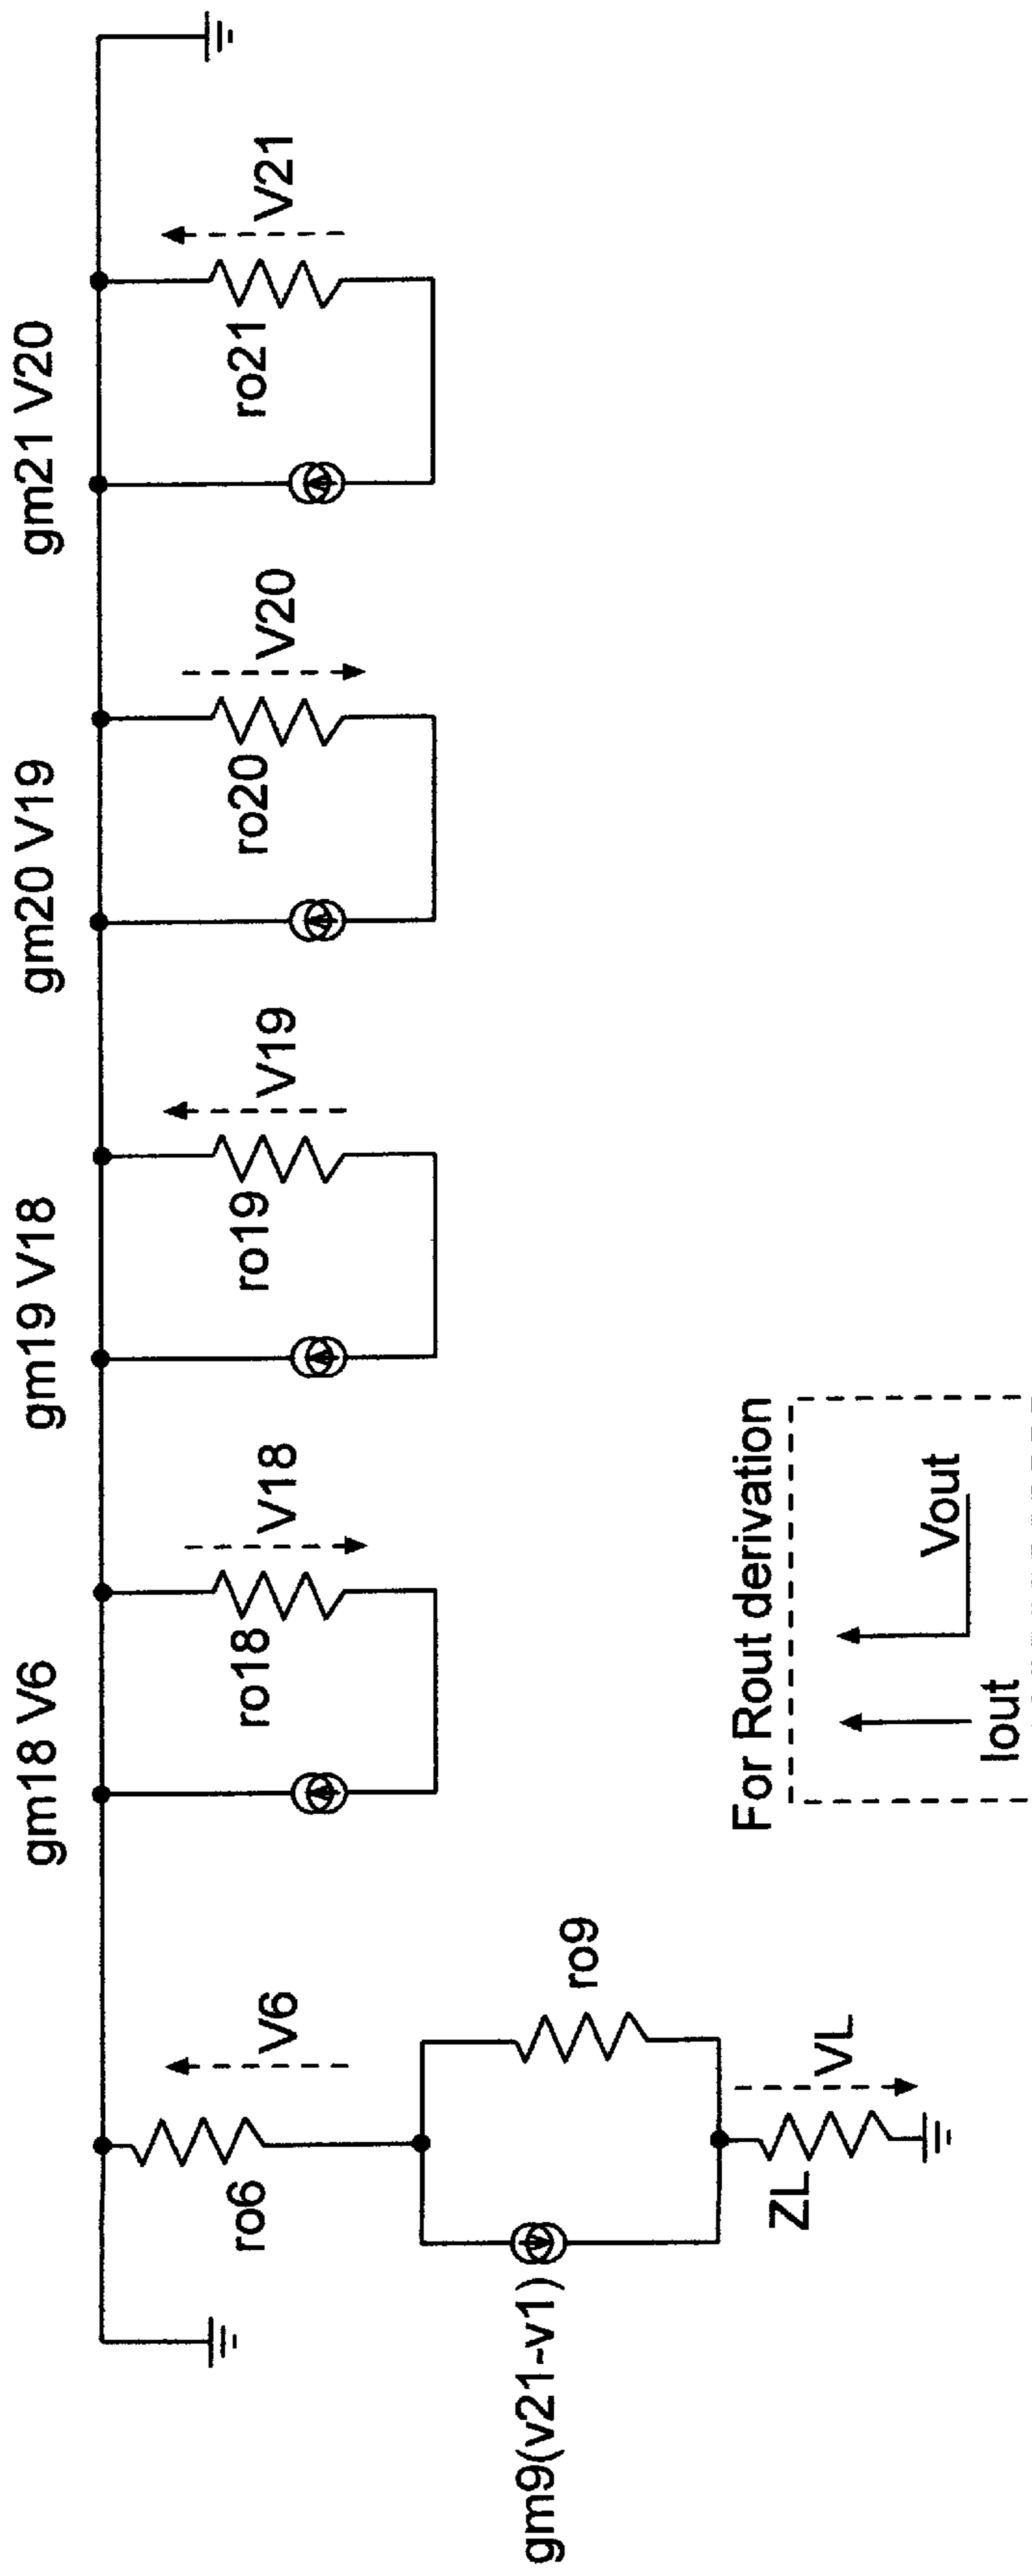 gm18 V6
gm19 V18
gm20 V19
gm21 V20
ro6
V6
ro18
V18
ro19
V19
ro20
V20
ro21
V21
gm9(v21-v1)
ro9
ZL
VL
For Rout derivation
Iout
Vout